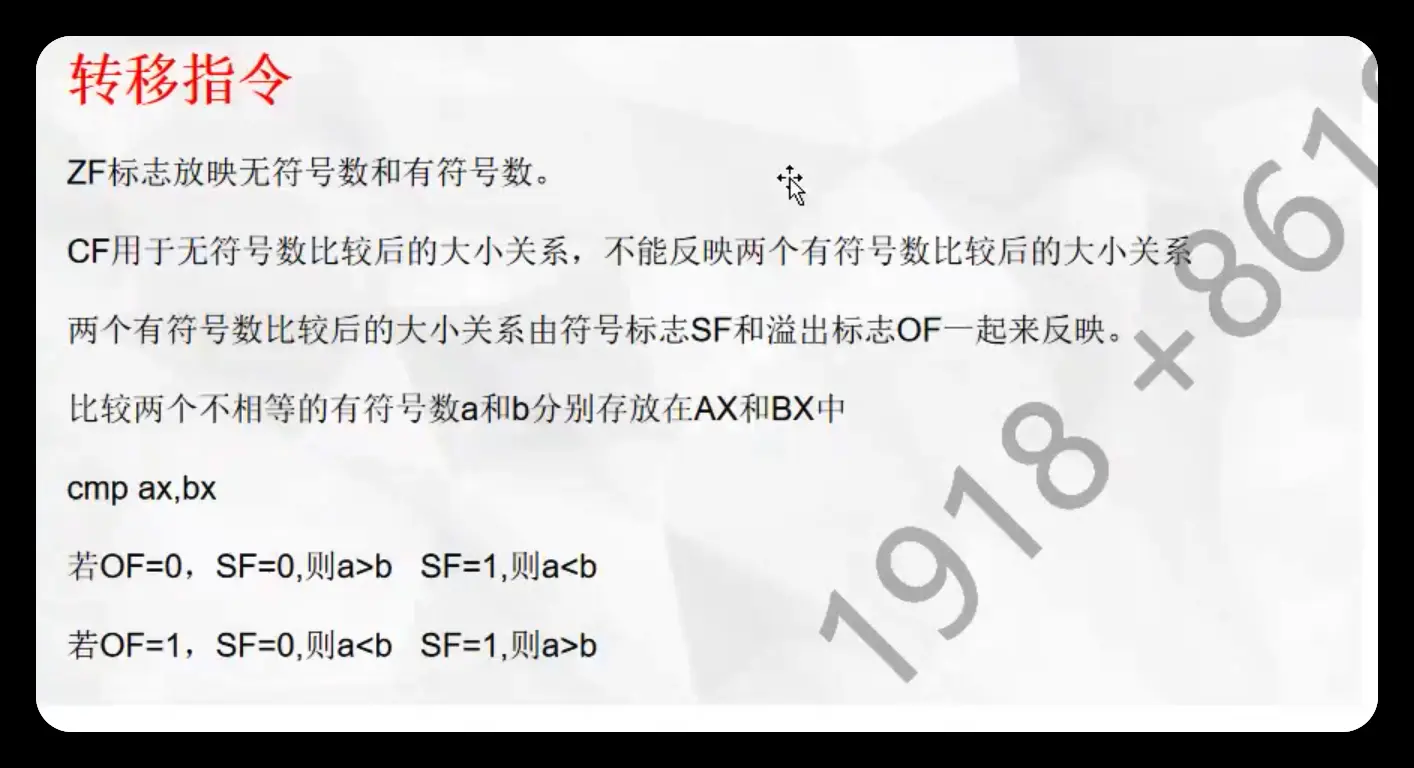 转移指令
ZF标志放映无符号数和有符号数。
CF用于无符号数比较后的大小关系，不能反映两个有符号数比较后的大小关系
两个有符号数比较后的大小关系由符号标志SF和溢出标志OF一起来反映。
比较两个不相等的有符号数a和b分别存放在AX和BX中
cmp ax,bx
若OF=0，SF=0,则a>b SF=1,则a<b
若OF=1，SF=0,则a<b SF=1,则a>b
1918 +861